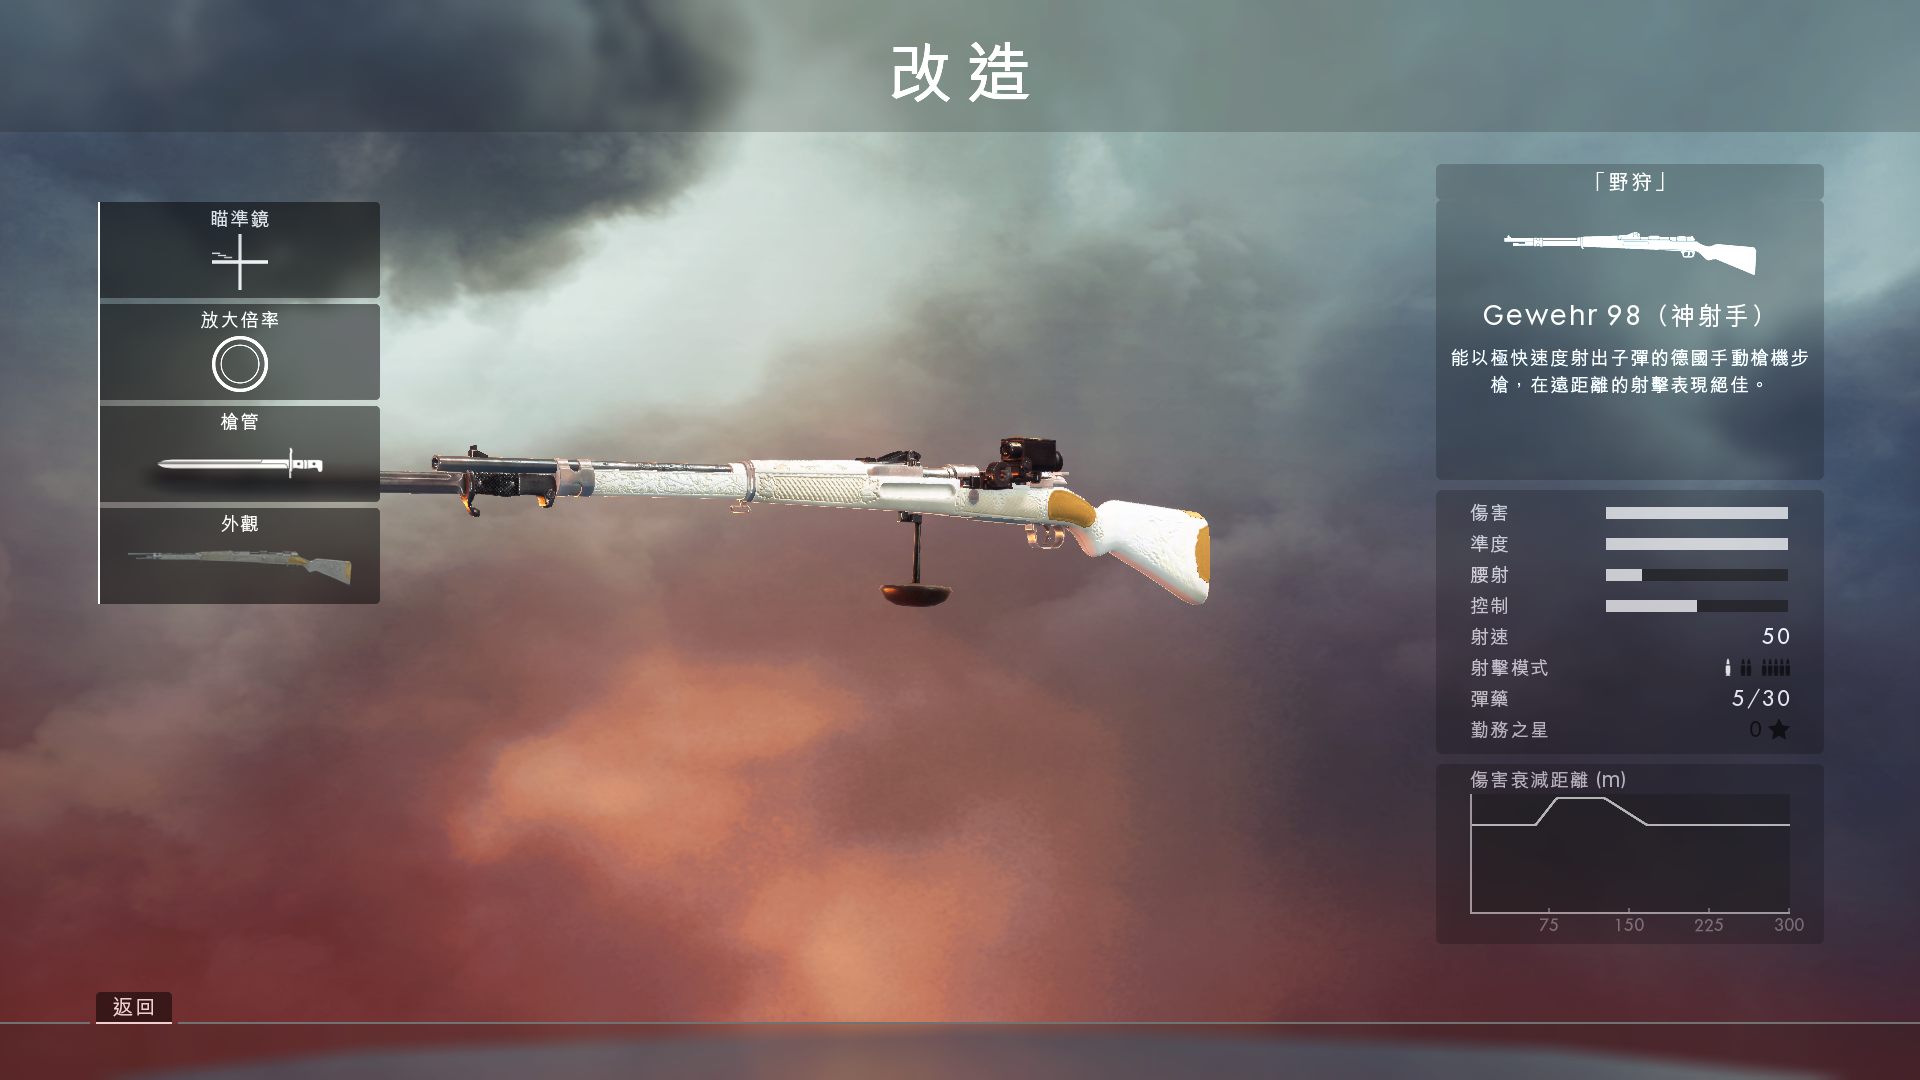 改造
瞄準鏡
放大倍率
槍管
外觀
「野狩」
Gewehr 98（神射手）
能以極快速度射出子彈的德國手動槍機步
槍，在遠距離的射擊表現絕佳。
傷害
準度
腰射
控制
射速 50
射擊模式
彈藥 5/30
勤務之星 0
傷害衰減距離 (m)
75 150 225 300
返回